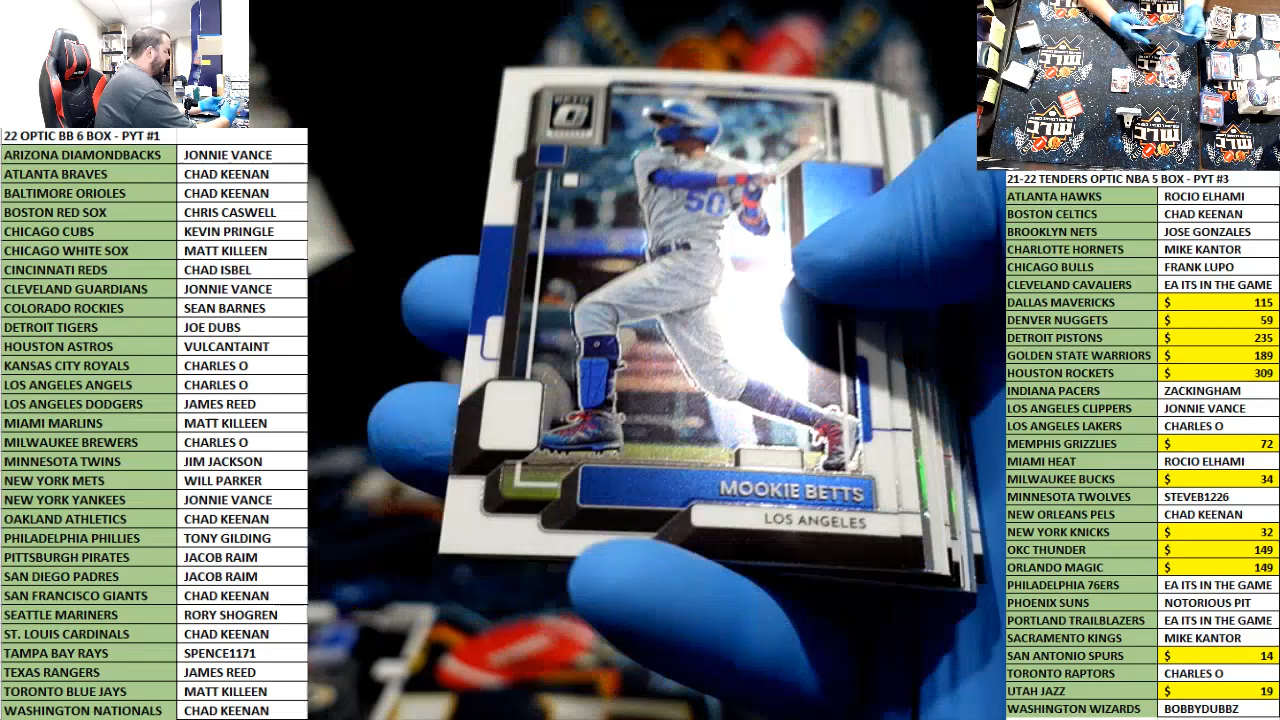 22 OPTIC BB 6 BOX - PYT #1
ARIZONA DIAMONDBACKS JONNIE VANCE
ATLANTA BRAVES CHAD KEENAN
BALTIMORE ORIOLES CHAD KEENAN
BOSTON RED SOX CHRIS CASWELL
CHICAGO CUBS KEVIN PRINGLE
CHICAGO WHITE SOX MATT KILLEEN
CINCINNATI REDS CHAD ISBEL
CLEVELAND GUARDIANS JONNIE VANCE
COLORADO ROCKIES SEAN BARNES
DETROIT TIGERS JOE DUBS
HOUSTON ASTROS VULCANTAINT
KANSAS CITY ROYALS CHARLES O
LOS ANGELES ANGELS CHARLES O
LOS ANGELES DODGERS JAMES REED
MIAMI MARLINS MATT KILLEEN
MILWAUKEE BREWERS CHARLES O
MINNESOTA TWINS JIM JACKSON
NEW YORK METS WILL PARKER
NEW YORK YANKEES JONNIE VANCE
OAKLAND ATHLETICS CHAD KEENAN
PHILADELPHIA PHILLIES TONY GILDING
PITTSBURGH PIRATES JACOB RAIM
SAN DIEGO PADRES JACOB RAIM
SAN FRANCISCO GIANTS CHAD KEENAN
SEATTLE MARINERS RORY SHOGREN
ST. LOUIS CARDINALS CHAD KEENAN
TAMPA BAY RAYS SPENCE1171
TEXAS RANGERS JAMES REED
TORONTO BLUE JAYS MATT KILLEEN
WASHINGTON NATIONALS CHAD KEENAN
50
MOOKIE BETTS
LOS ANGELES
21-22 TENDERS OPTIC NBA 5 BOX - PYT #3
ATLANTA HAWKS ROCIO ELHAMI
BOSTON CELTICS CHAD KEENAN
BROOKLYN NETS JOSE GONZALES
CHARLOTTE HORNETS MIKE KANTOR
CHICAGO BULLS FRANK LUPO
CLEVELAND CAVALIERS EA ITS IN THE GAME
DALLAS MAVERICKS $ 115
DENVER NUGGETS $ 59
DETROIT PISTONS $ 235
GOLDEN STATE WARRIORS $ 189
HOUSTON ROCKETS $ 309
INDIANA PACERS ZACKINGHAM
LOS ANGELES CLIPPERS JONNIE VANCE
LOS ANGELES LAKERS CHARLES O
MEMPHIS GRIZZLIES $ 72
MIAMI HEAT ROCIO ELHAMI
MILWAUKEE BUCKS $ 34
MINNESOTA TWOLVES STEVEB1226
NEW ORLEANS PELS CHAD KEENAN
NEW YORK KNICKS $ 32
OKC THUNDER $ 149
ORLANDO MAGIC $ 149
PHILADELPHIA 76ERS EA ITS IN THE GAME
PHOENIX SUNS NOTORIOUS PIT
PORTLAND TRAILBLAZERS EA ITS IN THE GAME
SACRAMENTO KINGS MIKE KANTOR
SAN ANTONIO SPURS $ 14
TORONTO RAPTORS CHARLES O
UTAH JAZZ $ 19
WASHINGTON WIZARDS BOBBYDUBBZ